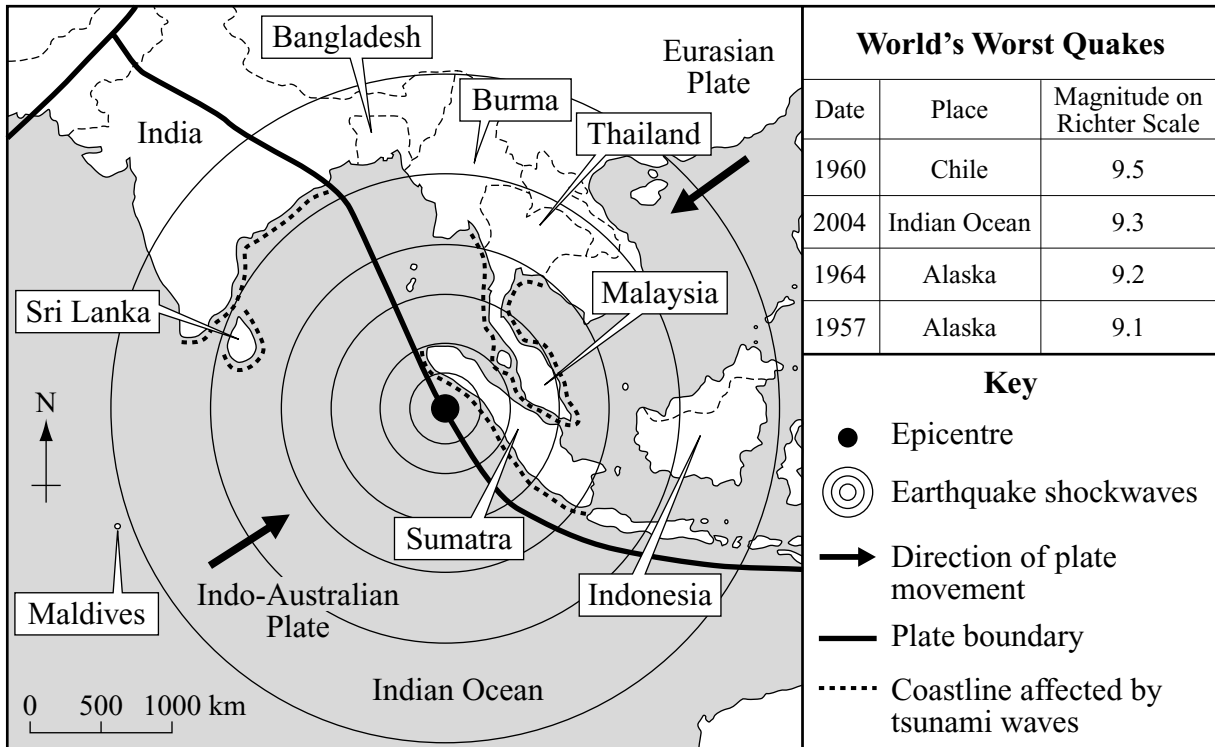 Bangladesh
Eurasian
Plate
Burma
India
Thailand
Sri Lanka
Malaysia
N
Sumatra
Maldives
Indo-Australian
Plate
Indonesia
Indian Ocean
0 500 1000 km
World's Worst Quakes
Date Place Magnitude on
Richter Scale
1960 Chile 9.5
2004 Indian Ocean 9.3
1964 Alaska 9.2
1957 Alaska 9.1
Key
Epicentre
Earthquake shockwaves
Direction of plate
movement
Plate boundary
Coastline affected by
tsunami waves